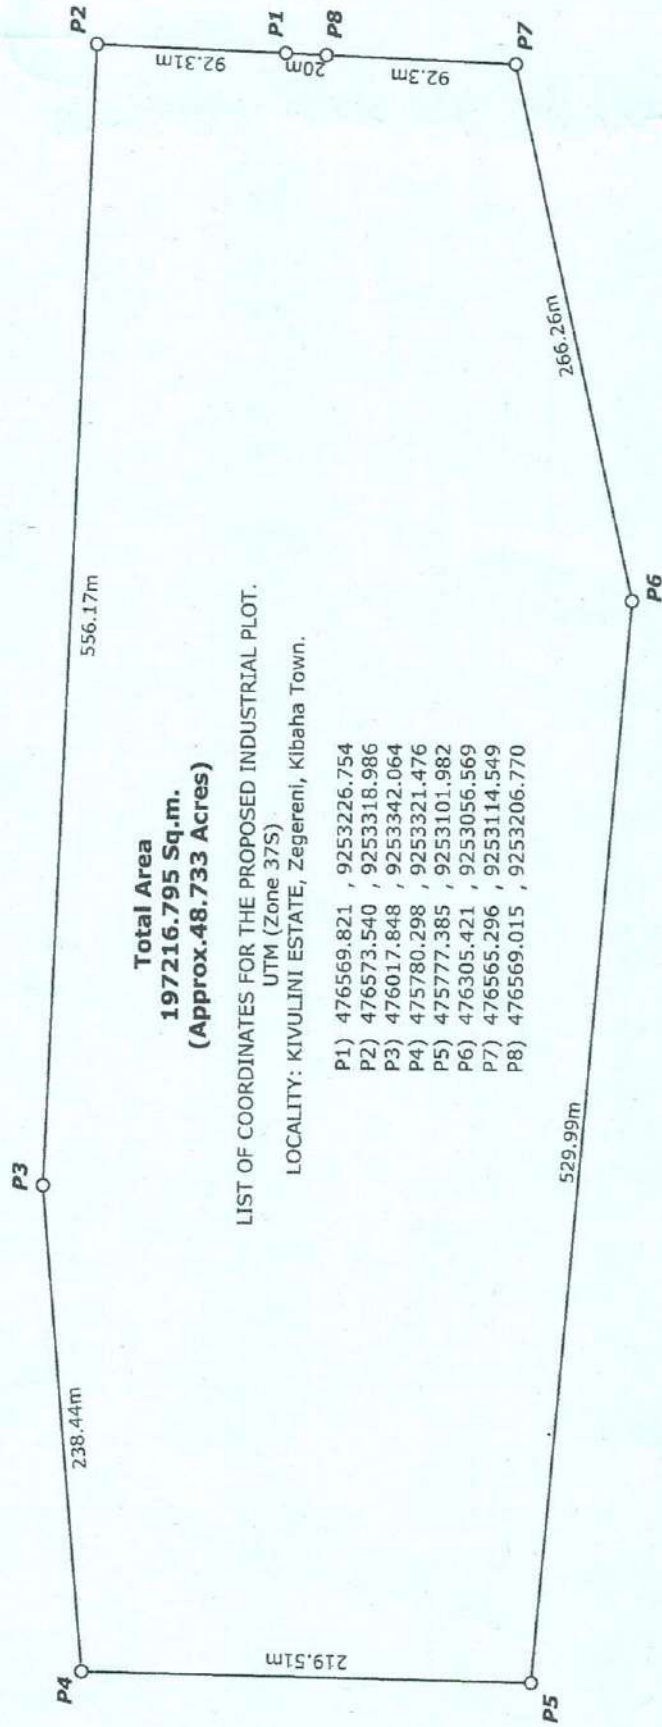 P2
P1
P8
P7
92.31m
20m
92.3m
556.17m
266.26m
P3
P6
Total Area
197216.795 Sq.m.
(Approx.48.733 Acres)
LIST OF COORDINATES FOR THE PROPOSED INDUSTRIAL PLOT.
UTM (Zone 37S)
LOCALITY: KIVULINI ESTATE, Zegereni, Kibaha Town.
P1) 476569.821 , 9253226.754
P2) 476573.540 , 9253318.986
P3) 476017.848 , 9253342.064
P4) 475780.298 , 9253321.476
P5) 475777.385 , 9253101.982
P6) 476305.421 , 9253056.569
P7) 476565.296 , 9253114.549
P8) 476569.015 , 9253206.770
238.44m
529.99m
219.51m
P4
P5